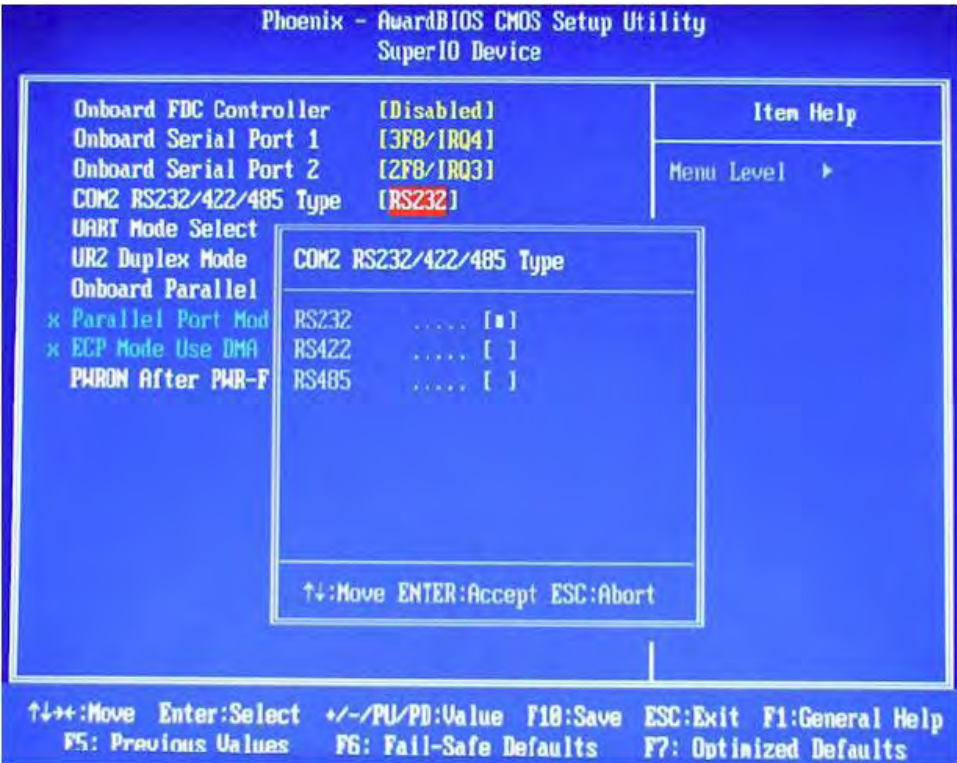 Phoenix - AwardBIOS CMOS Setup Utility
SuperIO Device
Onboard FDC Controller [Disabled]
Onboard Serial Port 1 [3F8/IRQ4]
Onboard Serial Port 2 [2F8/IRQ3]
COM2 RS232/422/485 Type [RS232]
UART Mode Select
UR2 Duplex Mode
Onboard Parallel
x Parallel Port Mod
x ECP Mode Use DMA
PWRON After PWR-F
Item Help
Menu Level ▸
COM2 RS232/422/485 Type
RS232 ..... [■]
RS422 ..... [ ]
RS485 ..... [ ]
↑↓:Move ENTER:Accept ESC:Abort
↑↓→←:Move Enter:Select +/-/PU/PD:Value F10:Save ESC:Exit F1:General Help
F5: Previous Values F6: Fail-Safe Defaults F7: Optimized Defaults